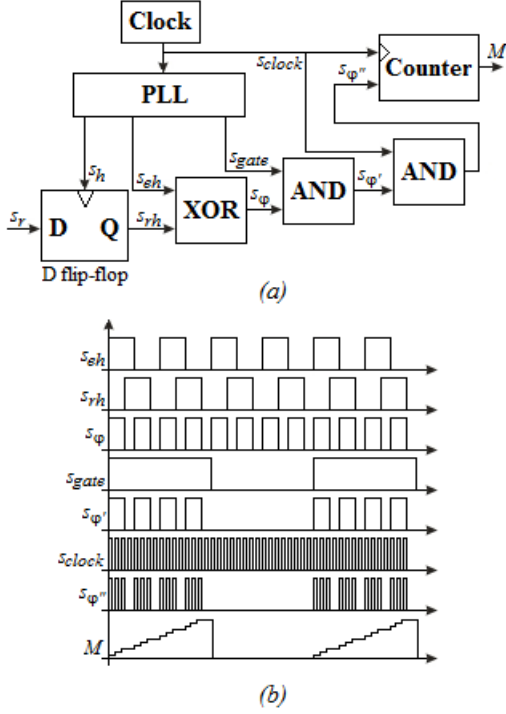 Clock
s_clock
M
s_φ''
Counter
PLL
s_h
s_eh
s_gate
AND
s_r
D Q
s_rh
XOR
s_φ
AND
s_φ'
D flip-flop
(a)
s_eh
s_rh
s_φ
s_gate
s_φ'
s_clock
s_φ''
M
(b)